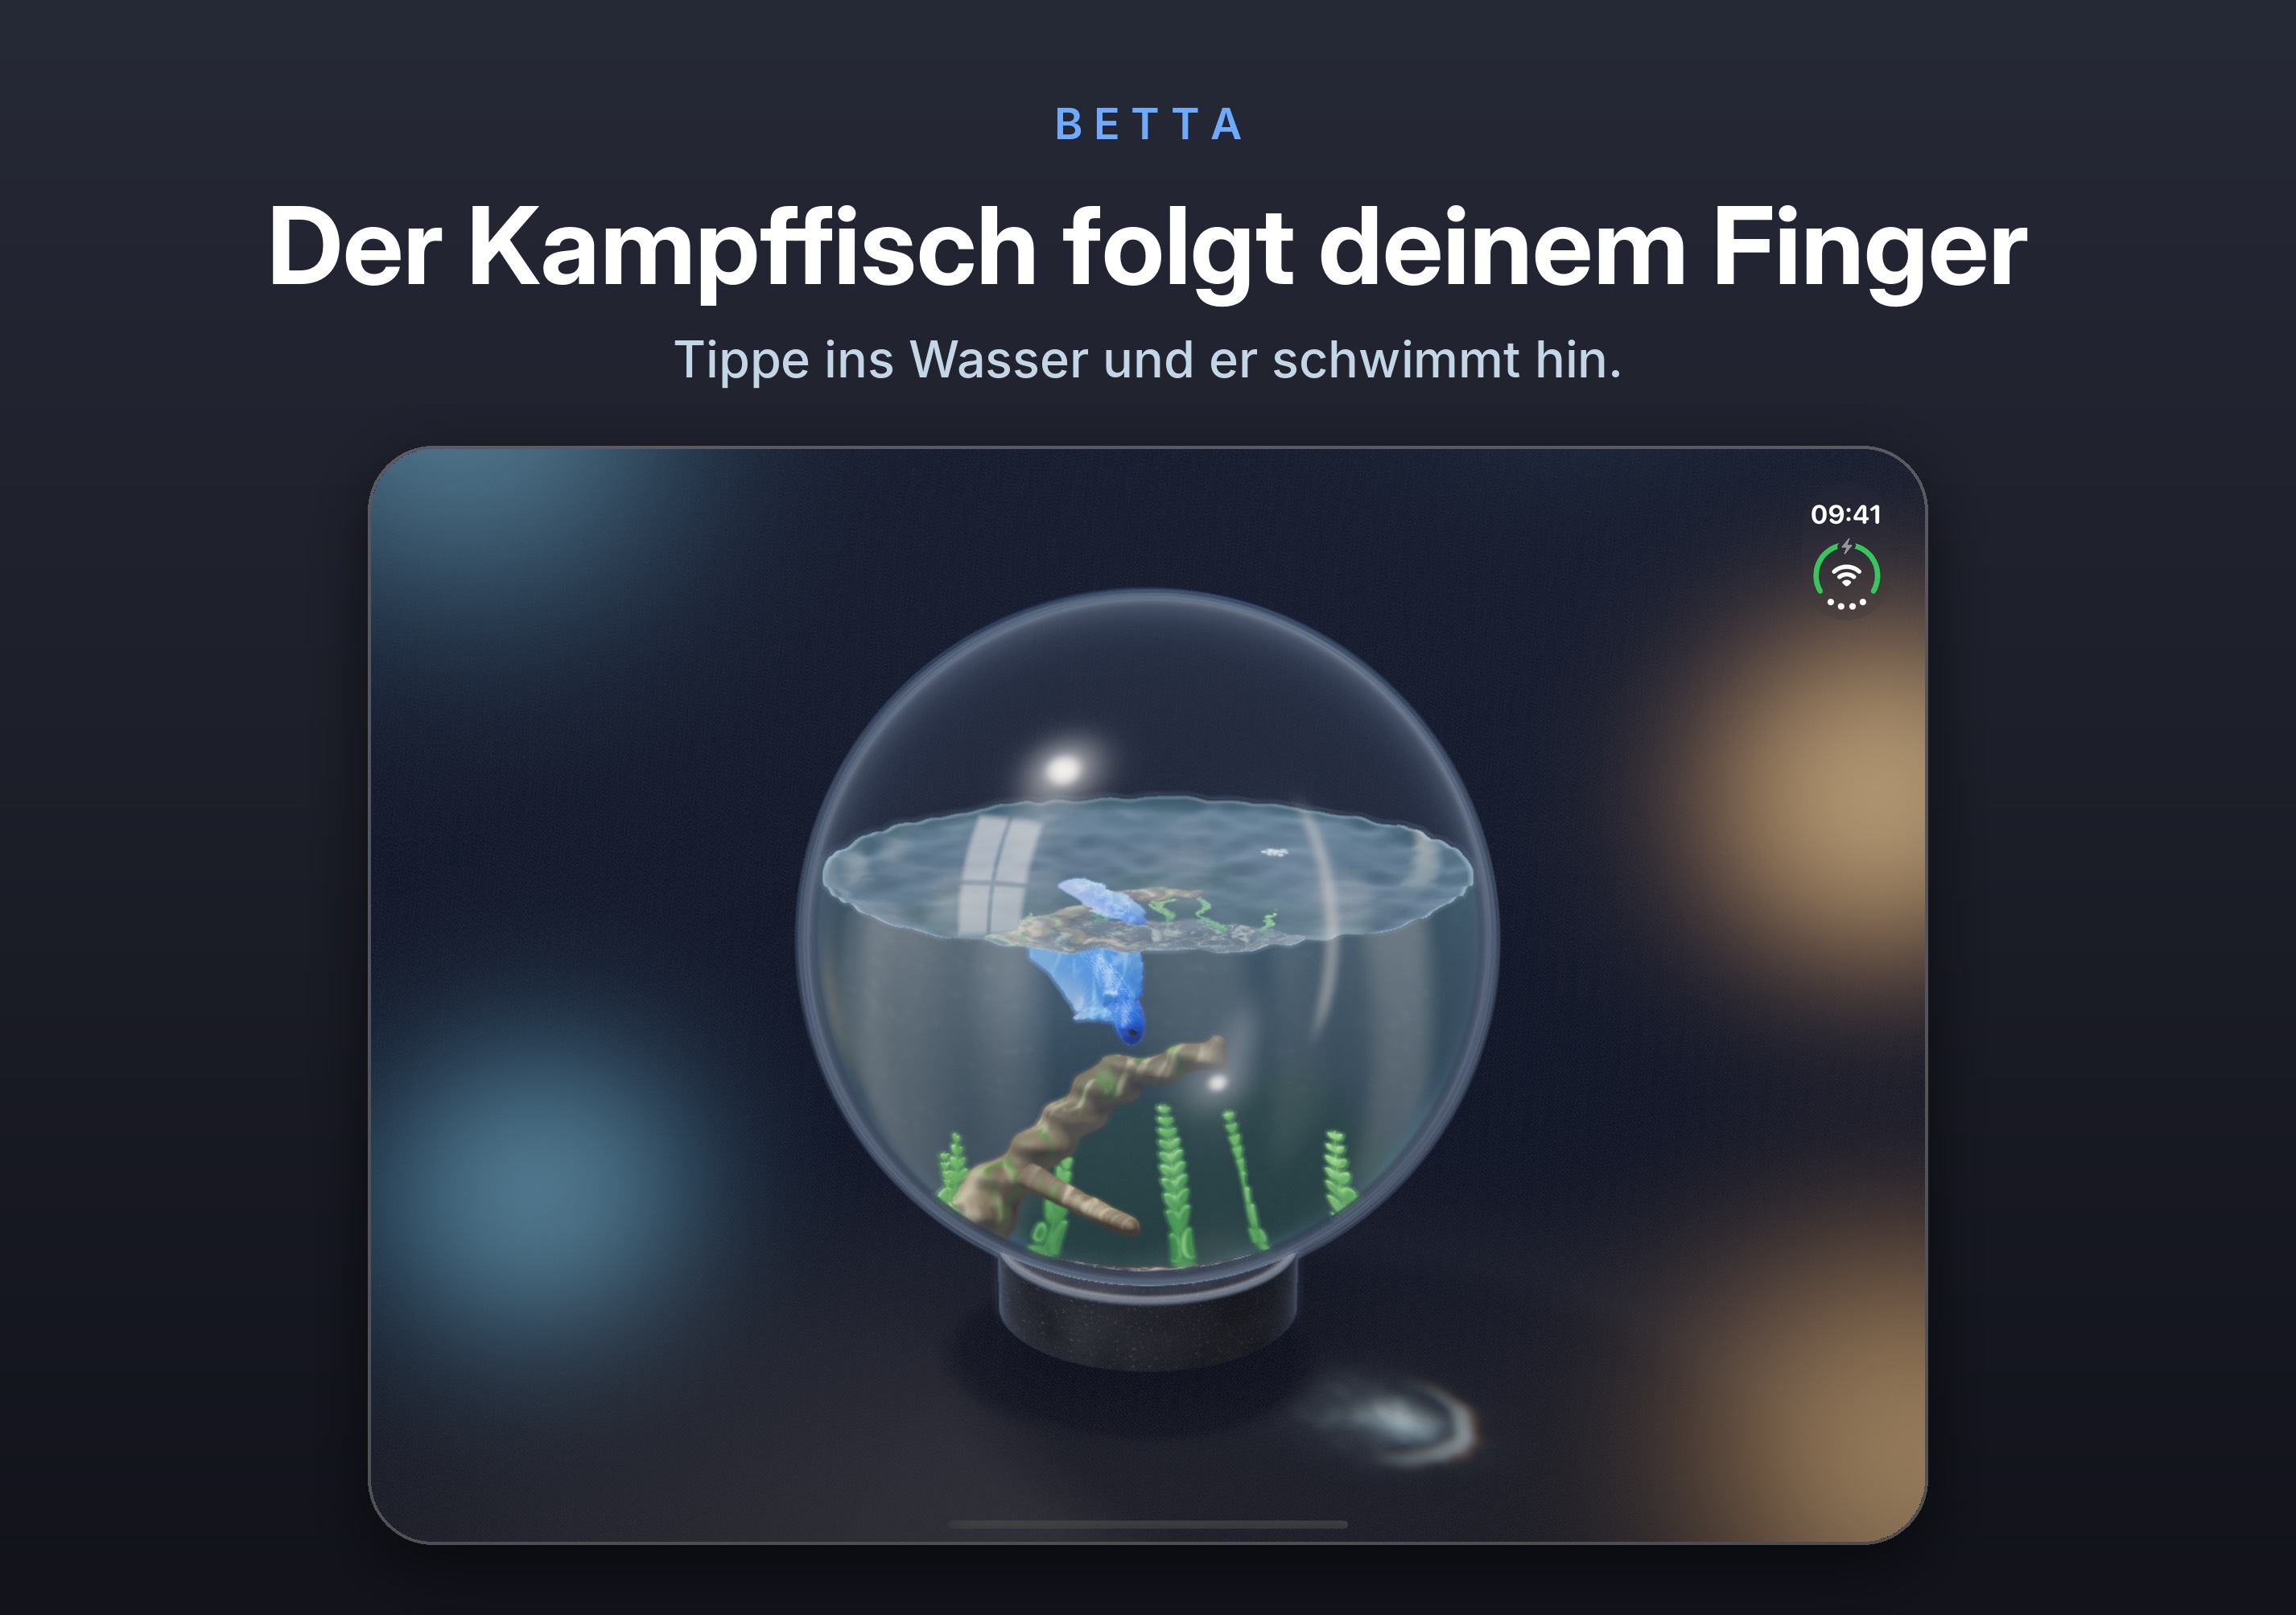 BETTA
Der Kampffisch folgt deinem Finger
Tippe ins Wasser und er schwimmt hin.
09:41